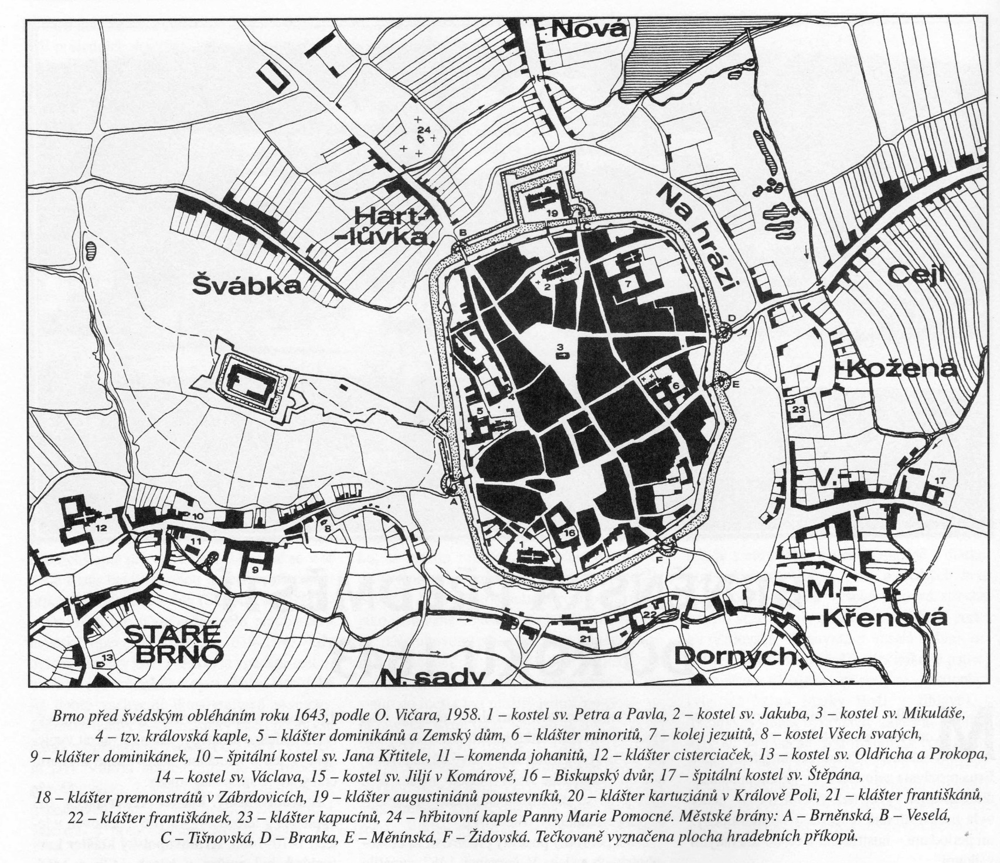 Nová
24
Na hrázi
Hart-
-lůvka
19
B
C
Švábka
2
7
Cejl
D
3
Kožená
E
6
4
5
23
V.-
17
A
10
12
8
11
16
1
9
F
M.-
-Křenová
22
STARÉ
BRNO
21
13
Dornych
N. sady
Brno před švédským obléháním roku 1643, podle O. Vičara, 1958. 1 – kostel sv. Petra a Pavla, 2 – kostel sv. Jakuba, 3 – kostel sv. Mikuláše,
4 – tzv. královská kaple, 5 – klášter dominikánů a Zemský dům, 6 – klášter minoritů, 7 – kolej jezuitů, 8 – kostel Všech svatých,
9 – klášter dominikánek, 10 – špitální kostel sv. Jana Křtitele, 11 – komenda johanitů, 12 – klášter cisterciaček, 13 – kostel sv. Oldřicha a Prokopa,
14 – kostel sv. Václava, 15 – kostel sv. Jiljí v Komárově, 16 – Biskupský dvůr, 17 – špitální kostel sv. Štěpána,
18 – klášter premonstrátů v Zábrdovicích, 19 – klášter augustiniánů poustevníků, 20 – klášter kartuziánů v Králově Poli, 21 – klášter františkánů,
22 – klášter františkánek, 23 – klášter kapucínů, 24 – hřbitovní kaple Panny Marie Pomocné. Městské brány: A – Brněnská, B – Veselá,
C – Tišnovská, D – Branka, E – Měnínská, F – Židovská. Tečkovaně vyznačena plocha hradebních příkopů.